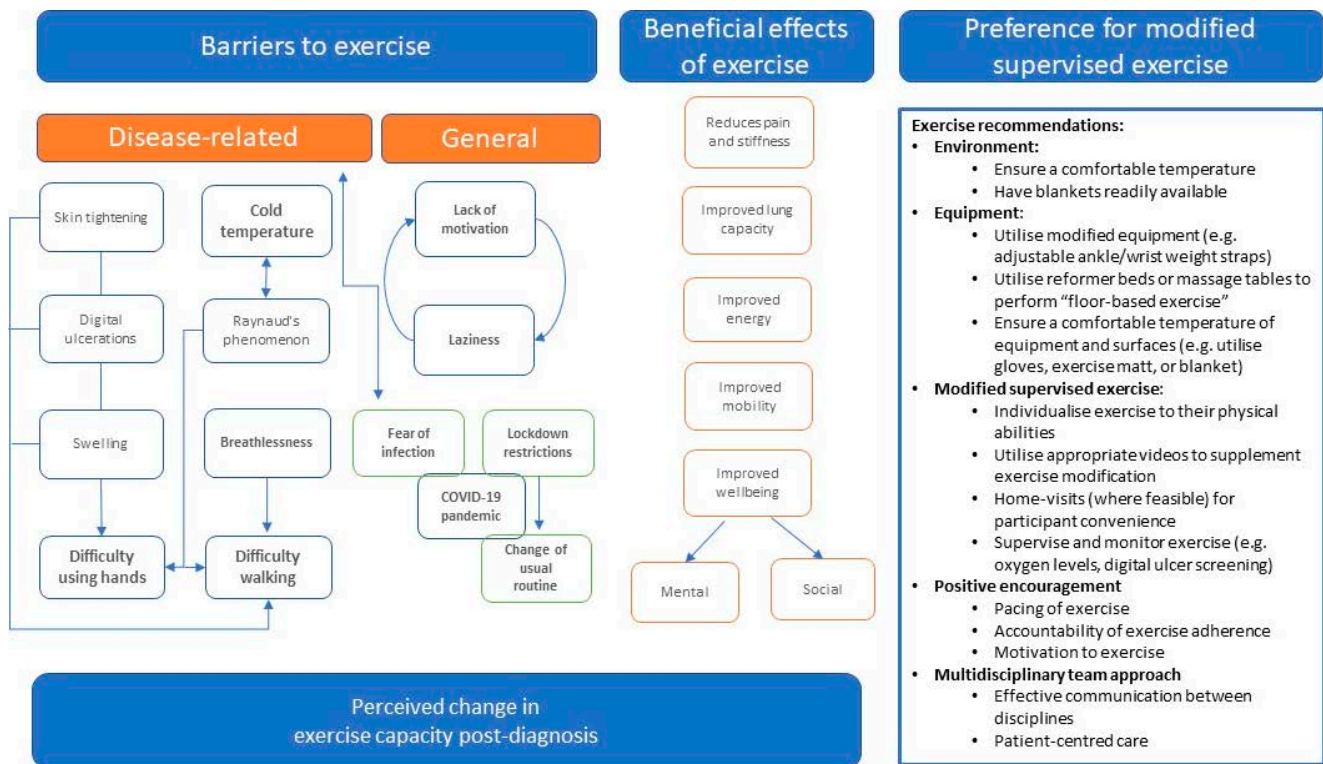 Barriers to exercise
Beneficial effects
of exercise
Preference for modified
supervised exercise
Disease-related
General
Skin tightening
Cold
temperature
Digital
ulcerations
Raynaud's
phenomenon
Swelling
Breathlessness
Difficulty
using hands
Difficulty
walking
Lack of
motivation
Laziness
Fear of
infection
Lockdown
restrictions
COVID-19
pandemic
Change of
usual
routine
Reduces pain
and stiffness
Improved lung
capacity
Improved
energy
Improved
mobility
Improved
wellbeing
Mental
Social
Exercise recommendations:
• Environment:
• Ensure a comfortable temperature
• Have blankets readily available
• Equipment:
• Utilise modified equipment (e.g.
adjustable ankle/wrist weight straps)
• Utilise reformer beds or massage tables to
perform “floor-based exercise”
• Ensure a comfortable temperature of
equipment and surfaces (e.g. utilise
gloves, exercise matt, or blanket)
• Modified supervised exercise:
• Individualise exercise to their physical
abilities
• Utilise appropriate videos to supplement
exercise modification
• Home-visits (where feasible) for
participant convenience
• Supervise and monitor exercise (e.g.
oxygen levels, digital ulcer screening)
• Positive encouragement
• Pacing of exercise
• Accountability of exercise adherence
• Motivation to exercise
• Multidisciplinary team approach
• Effective communication between
disciplines
• Patient-centred care
Perceived change in
exercise capacity post-diagnosis